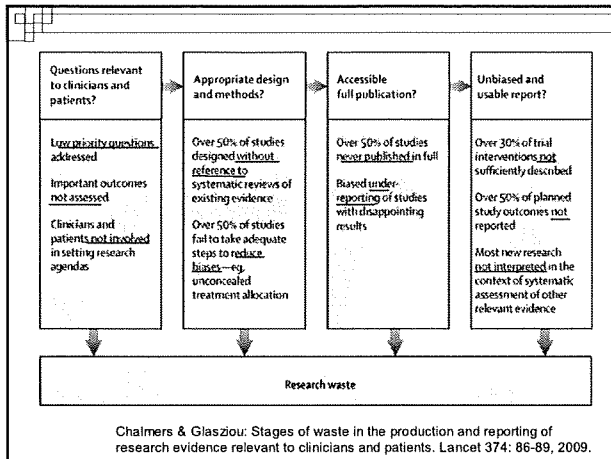 Questions relevant
to clinicians and
patients?
Appropriate design
and methods?
Accessible
full publication?
Unbiased and
usable report?
Low priority questions
addressed
Important outcomes
not assessed
Clinicians and
patients not involved
in setting research
agendas
Over 50% of studies
designed without
reference to
systematic reviews of
existing evidence
Over 50% of studies
fail to take adequate
steps to reduce
biases—eg,
unconcealed
treatment allocation
Over 50% of studies
never published in full
Biased under-
reporting of studies
with disappointing
results
Over 30% of trial
interventions not
sufficiently described
Over 50% of planned
study outcomes not
reported
Most new research
not interpreted in the
context of systematic
assessment of other
relevant evidence
Research waste
Chalmers & Glasziou: Stages of waste in the production and reporting of
research evidence relevant to clinicians and patients. Lancet 374: 86-89, 2009.